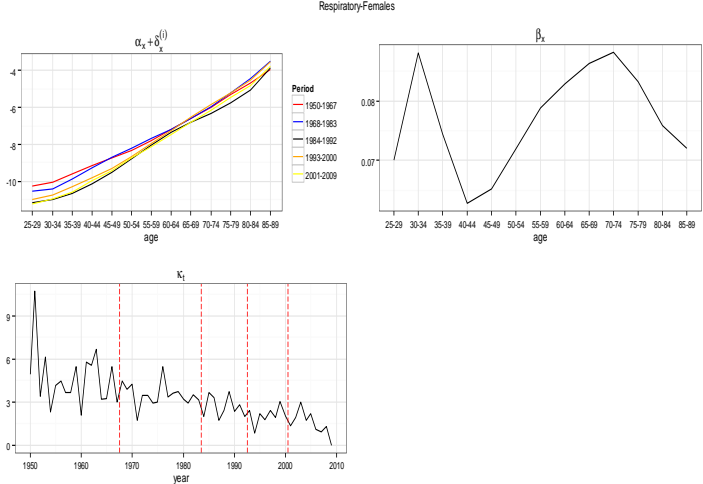 Respiratory-Females
αₓ+δₓ⁽ⁱ⁾
-4
-6
-8
-10
25-29 30-34 35-39 40-44 45-49 50-54 55-59 60-64 65-69 70-74 75-79 80-84 85-89
age
Period
1950-1967
1968-1983
1984-1992
1993-2000
2001-2009
βₓ
0.08
0.07
25-29 30-34 35-39 40-44 45-49 50-54 55-59 60-64 65-69 70-74 75-79 80-84 85-89
age
κₜ
9
6
3
0
1950 1960 1970 1980 1990 2000 2010
year